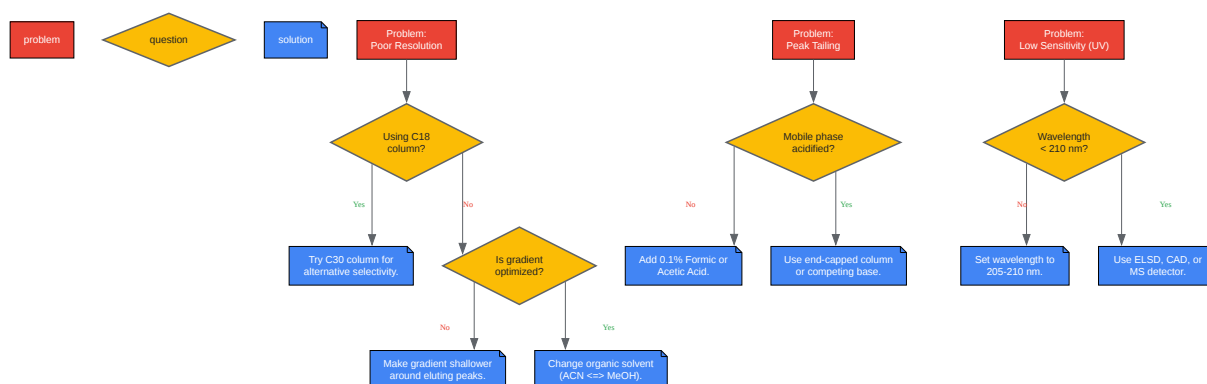 problem
question
solution
Problem:
Poor Resolution
Problem:
Peak Tailing
Problem:
Low Sensitivity (UV)
Using C18
column?
Mobile phase
acidified?
Wavelength
< 210 nm?
Yes
No
No
Yes
No
Yes
Try C30 column for
alternative selectivity.
Is gradient
optimized?
Add 0.1% Formic or
Acetic Acid.
Use end-capped column
or competing base.
Set wavelength to
205-210 nm.
Use ELSD, CAD, or
MS detector.
No
Yes
Make gradient shallower
around eluting peaks.
Change organic solvent
(ACN <=> MeOH).